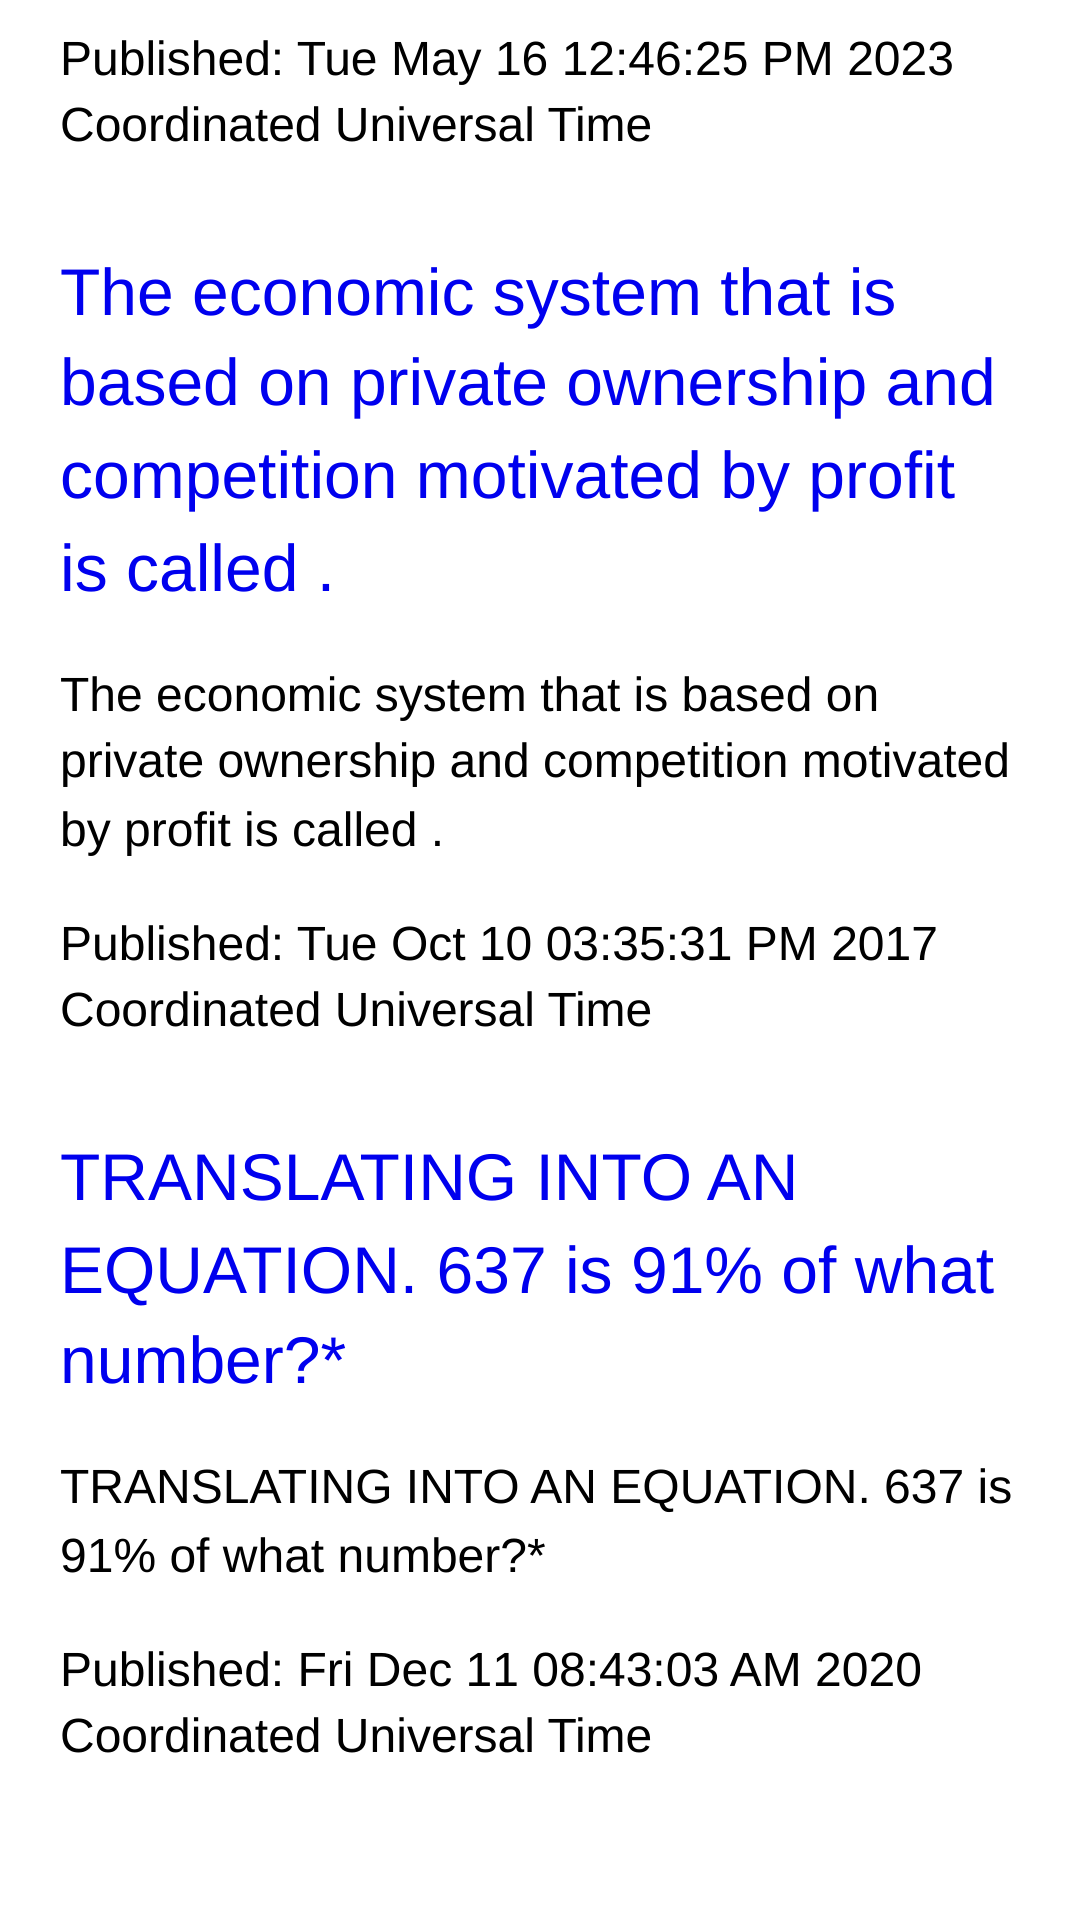 Published: Tue May 16 12:46:25 PM 2023
Coordinated Universal Time
The economic system that is
based on private ownership and
competition motivated by profit
is called .
The economic system that is based on
private ownership and competition motivated
by profit is called .
Published: Tue Oct 10 03:35:31 PM 2017
Coordinated Universal Time
TRANSLATING INTO AN
EQUATION. 637 is 91% of what
number?*
TRANSLATING INTO AN EQUATION. 637 is
91% of what number?*
Published: Fri Dec 11 08:43:03 AM 2020
Coordinated Universal Time